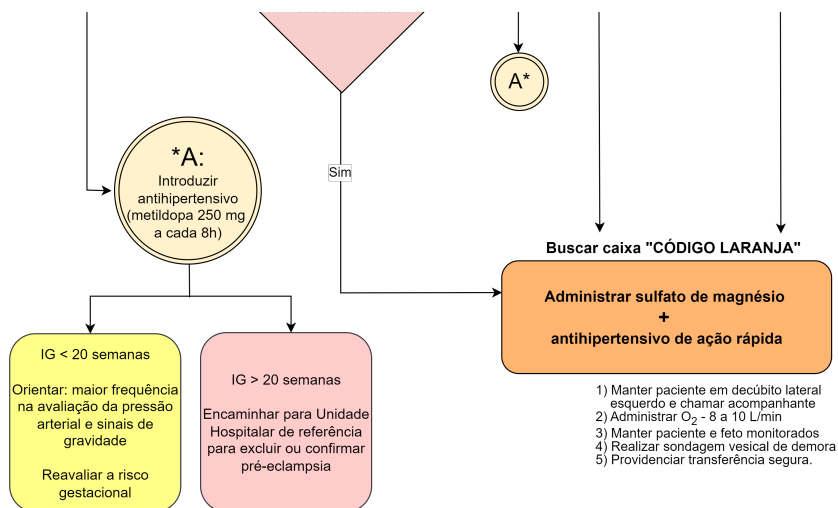 A*
*A:
Introduzir
antihipertensivo
(metildopa 250 mg
a cada 8h)
Sim
Buscar caixa "CÓDIGO LARANJA"
Administrar sulfato de magnésio
+
antihipertensivo de ação rápida
IG < 20 semanas
Orientar: maior frequência
na avaliação da pressão
arterial e sinais de
gravidade
Reavaliar a risco
gestacional
IG > 20 semanas
Encaminhar para Unidade
Hospitalar de referência
para excluir ou confirmar
pré-eclampsia
1) Manter paciente em decúbito lateral
esquerdo e chamar acompanhante
2) Administrar O2 - 8 a 10 L/min
3) Manter paciente e feto monitorados
4) Realizar sondagem vesical de demora
5) Providenciar transferência segura.